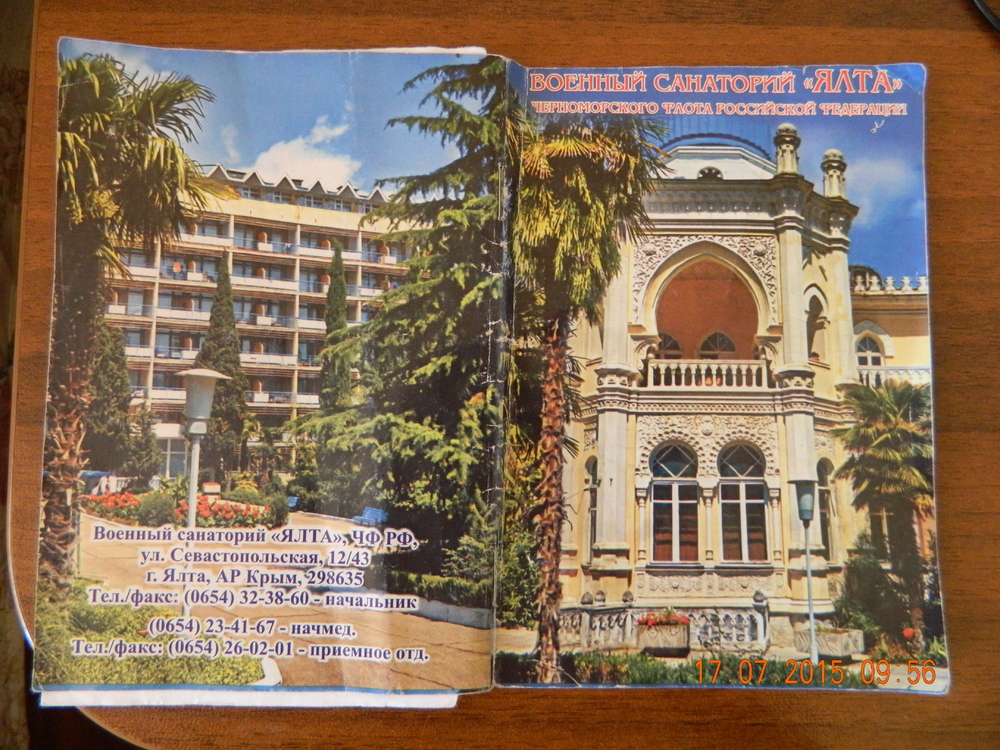 ВОЕННЫЙ САНАТОРИЙ «ЯЛТА»
ЧЕРНОМОРСКОГО ФЛОТА РОССИЙСКОЙ ФЕДЕРАЦИИ
Военный санаторий «ЯЛТА», ЧФ РФ,
ул. Севастопольская, 12/43
г. Ялта, АР Крым, 298635
Тел./факс: (0654) 32-38-60 - начальник
(0654) 23-41-67 - начмед.
Тел./факс: (0654) 26-02-01 - приемное отд.
17 07 2015 09:56